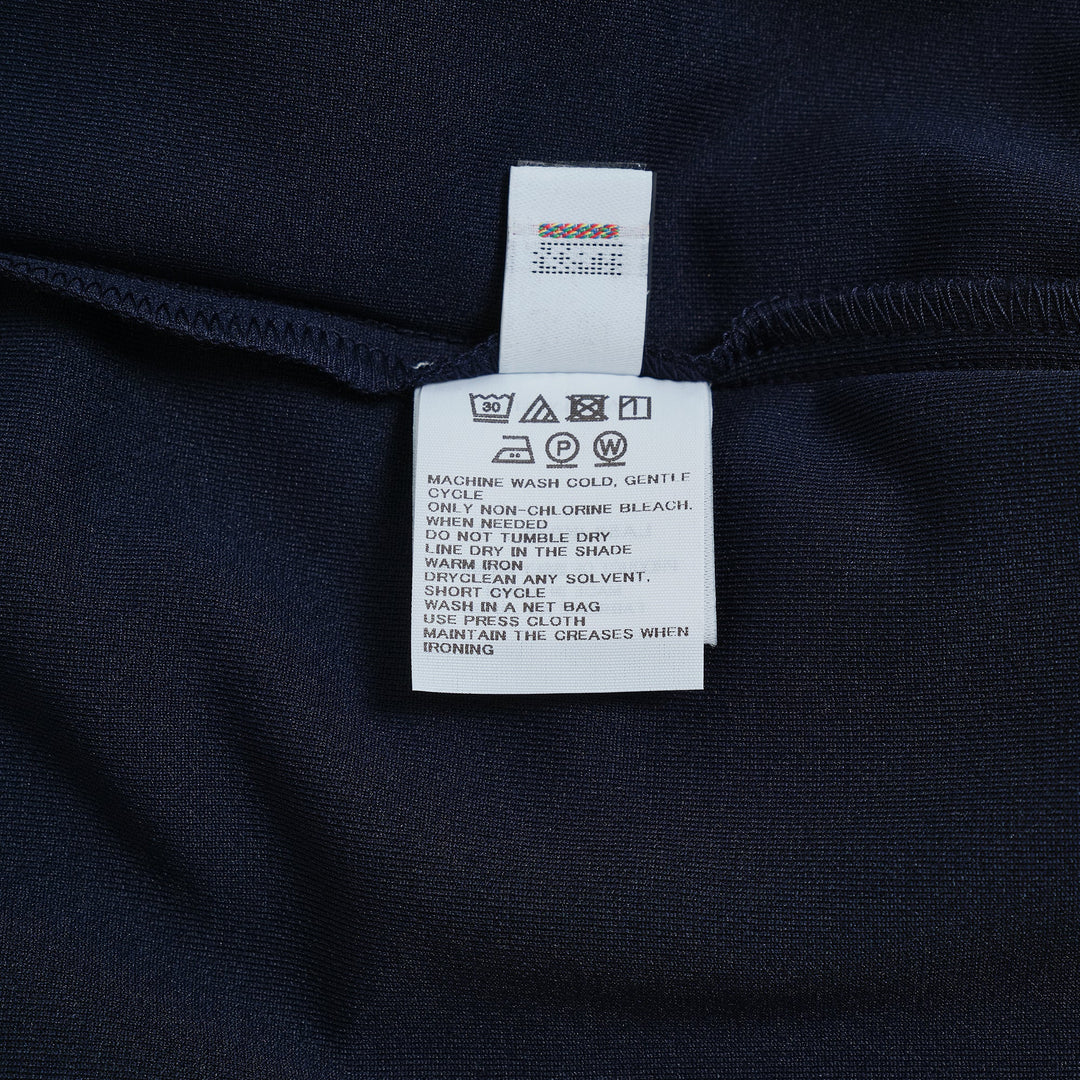 30
P W
MACHINE WASH COLD, GENTLE
CYCLE
ONLY NON-CHLORINE BLEACH.
WHEN NEEDED
DO NOT TUMBLE DRY
LINE DRY IN THE SHADE
WARM IRON
DRYCLEAN ANY SOLVENT.
SHORT CYCLE
WASH IN A NET BAG
USE PRESS CLOTH
MAINTAIN THE CREASES WHEN
IRONING